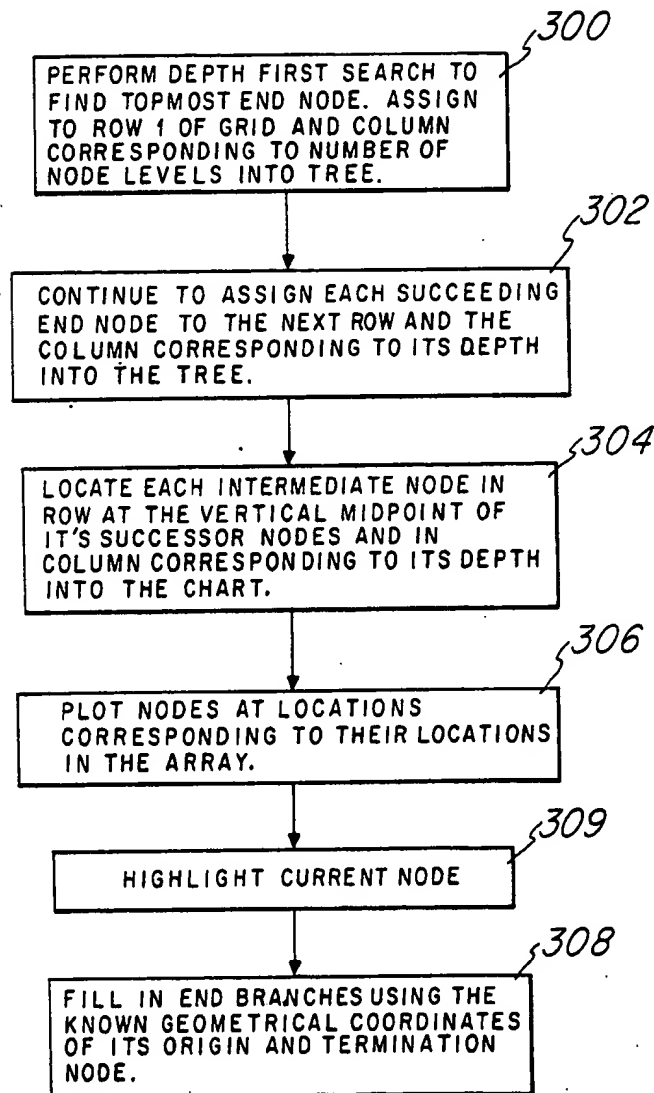 300
PERFORM DEPTH FIRST SEARCH TO
FIND TOPMOST END NODE. ASSIGN
TO ROW 1 OF GRID AND COLUMN
CORRESPONDING TO NUMBER OF
NODE LEVELS INTO TREE.
302
CONTINUE TO ASSIGN EACH SUCCEEDING
END NODE TO THE NEXT ROW AND THE
COLUMN CORRESPONDING TO ITS DEPTH
INTO THE TREE.
304
LOCATE EACH INTERMEDIATE NODE IN
ROW AT THE VERTICAL MIDPOINT OF
IT'S SUCCESSOR NODES AND IN
COLUMN CORRESPONDING TO ITS DEPTH
INTO THE CHART.
306
PLOT NODES AT LOCATIONS
CORRESPONDING TO THEIR LOCATIONS
IN THE ARRAY.
309
HIGHLIGHT CURRENT NODE
308
FILL IN END BRANCHES USING THE
KNOWN GEOMETRICAL COORDINATES
OF ITS ORIGIN AND TERMINATION
NODE.